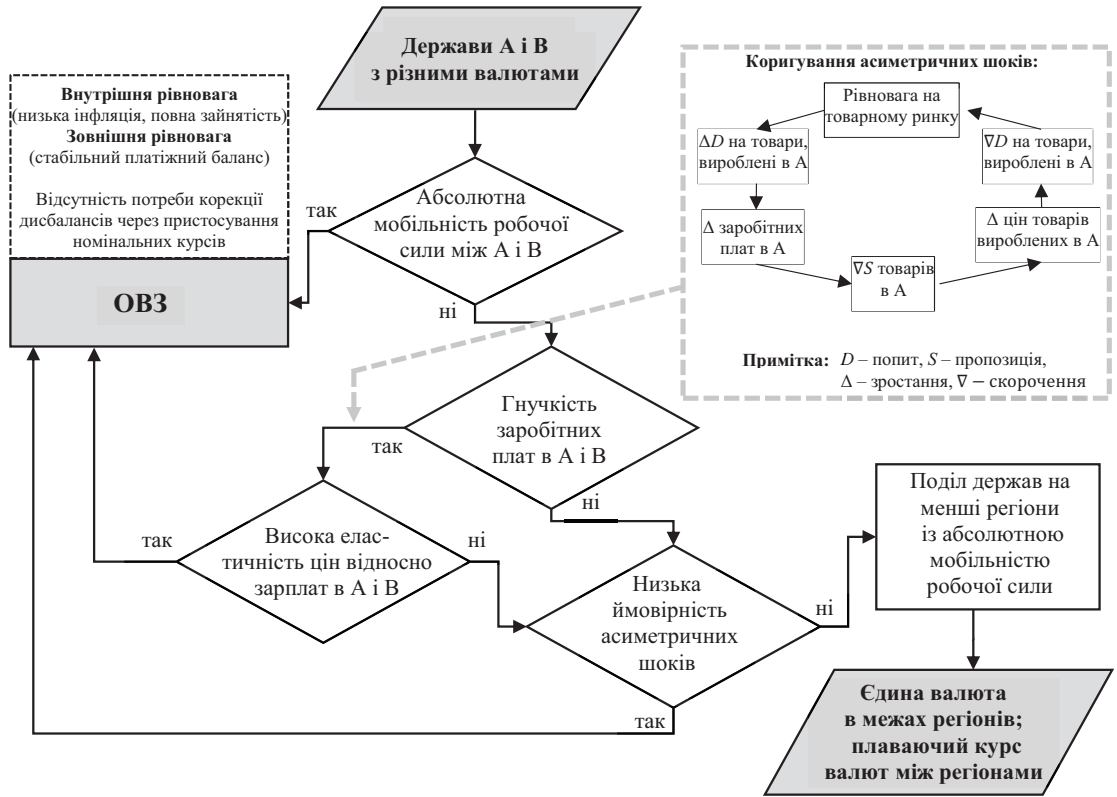 Держави А і В
з різними валютами
Внутрішня рівновага
(низька інфляція, повна зайнятість)
Зовнішня рівновага
(стабільний платіжний баланс)
Відсутність потреби корекції
дисбалансів через пристосування
номінальних курсів
ОВЗ
Абсолютна
мобільність робочої
сили між А і В
так
ні
Коригування асиметричних шоків:
Рівновага на
товарному ринку
ΔD на товари,
вироблені в А
Δ заробітних
плат в А
∇S товарів
в А
Δ цін товарів
вироблених в А
∇D на товари,
вироблені в А
Примітка: D – попит, S – пропозиція,
Δ – зростання, ∇ – скорочення
Гнучкість
заробітних
плат в А і В
так
ні
Висока елас-
тичність цін відносно
зарплат в А і В
так
ні
Низька
ймовірність
асиметричних
шоків
ні
так
Поділ держав на
менші регіони
із абсолютною
мобільністю
робочої сили
Єдина валюта
в межах регіонів;
плаваючий курс
валют між регіонами